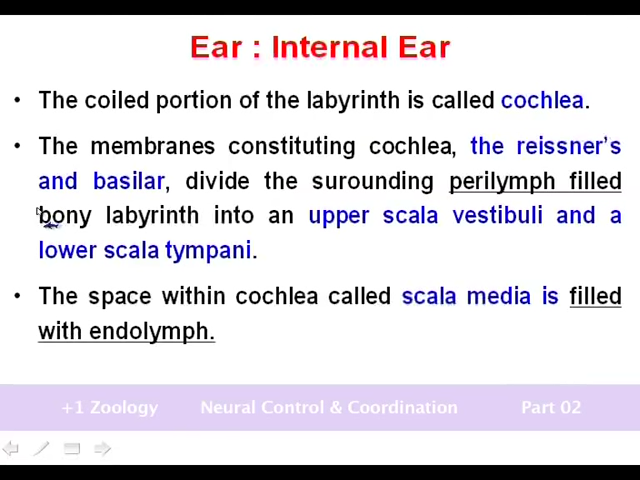 Ear : Internal Ear
• The coiled portion of the labyrinth is called cochlea.
• The membranes constituting cochlea, the reissner's
and basilar, divide the surounding perilymph filled
bony labyrinth into an upper scala vestibuli and a
lower scala tympani.
• The space within cochlea called scala media is filled
with endolymph.
+1 Zoology Neural Control & Coordination Part 02